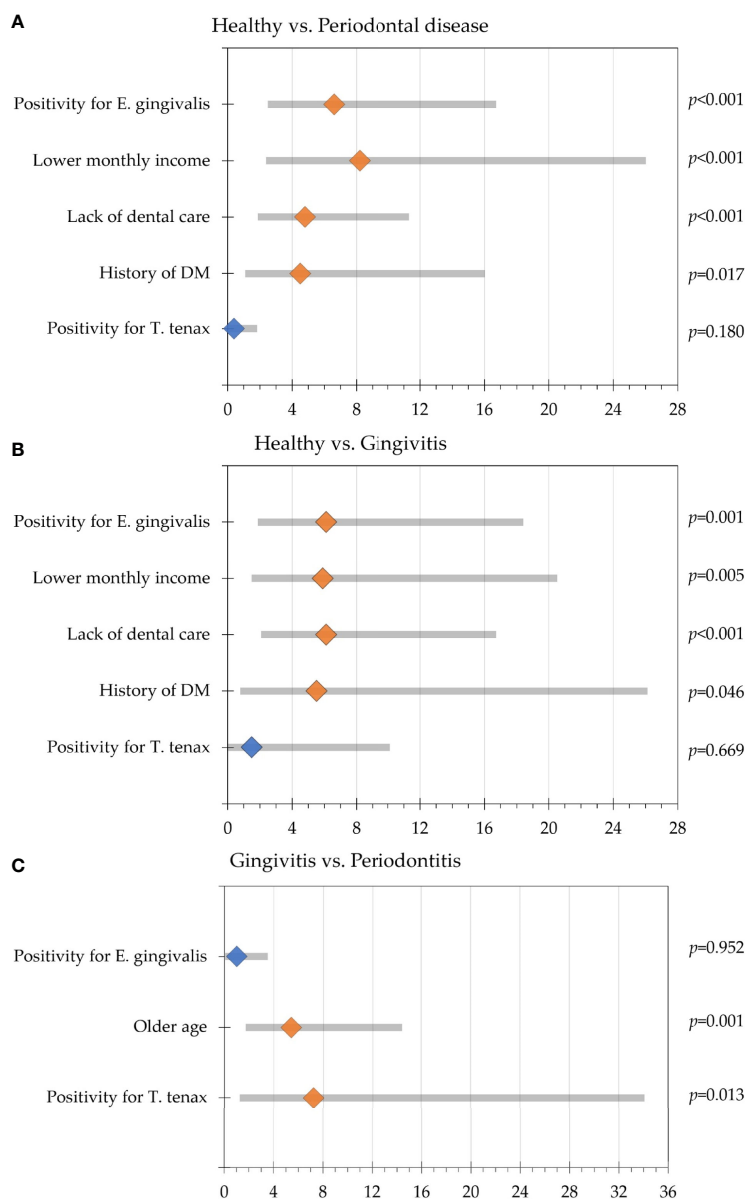 A
Healthy vs. Periodontal disease
Positivity for E. gingivalis p<0.001
Lower monthly income p<0.001
Lack of dental care p<0.001
History of DM p=0.017
Positivity for T. tenax p=0.180
0 4 8 12 16 20 24 28
B
Healthy vs. Gingivitis
Positivity for E. gingivalis p=0.001
Lower monthly income p=0.005
Lack of dental care p<0.001
History of DM p=0.046
Positivity for T. tenax p=0.669
0 4 8 12 16 20 24 28
C
Gingivitis vs. Periodontitis
Positivity for E. gingivalis p=0.952
Older age p=0.001
Positivity for T. tenax p=0.013
0 4 8 12 16 20 24 28 32 36